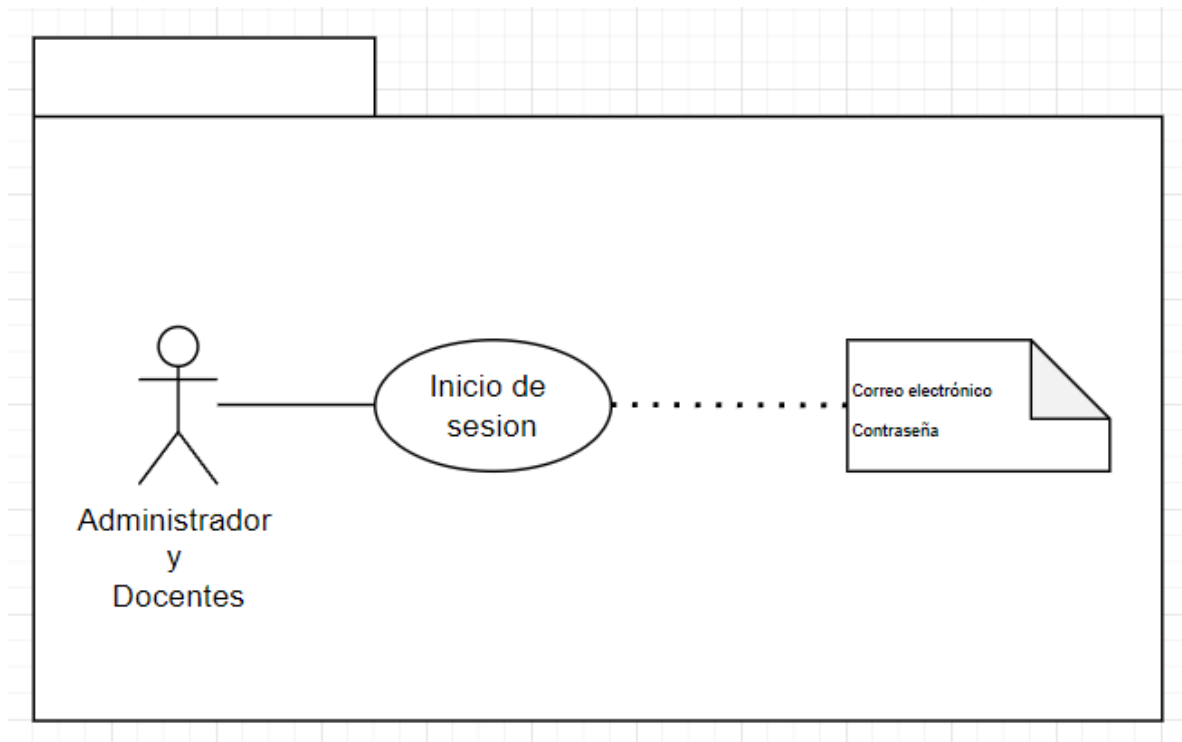 Inicio de
sesion
Correo electrónico
Contraseña
Administrador
y
Docentes